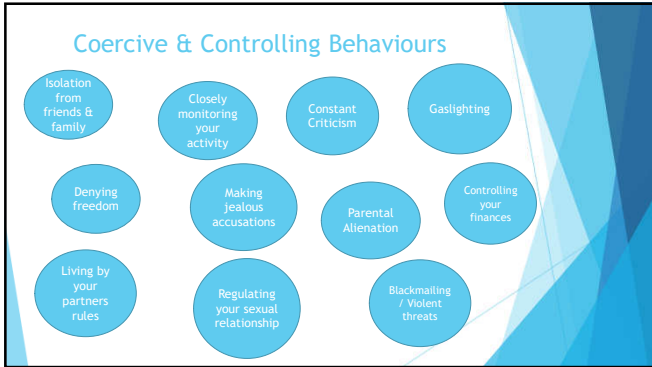 Coercive & Controlling Behaviours
Isolation
from
friends &
family
Closely
monitoring
your
activity
Constant
Criticism
Gaslighting
Denying
freedom
Making
jealous
accusations
Parental
Alienation
Controlling
your
finances
Living by
your
partners
rules
Regulating
your sexual
relationship
Blackmailing
/ Violent
threats